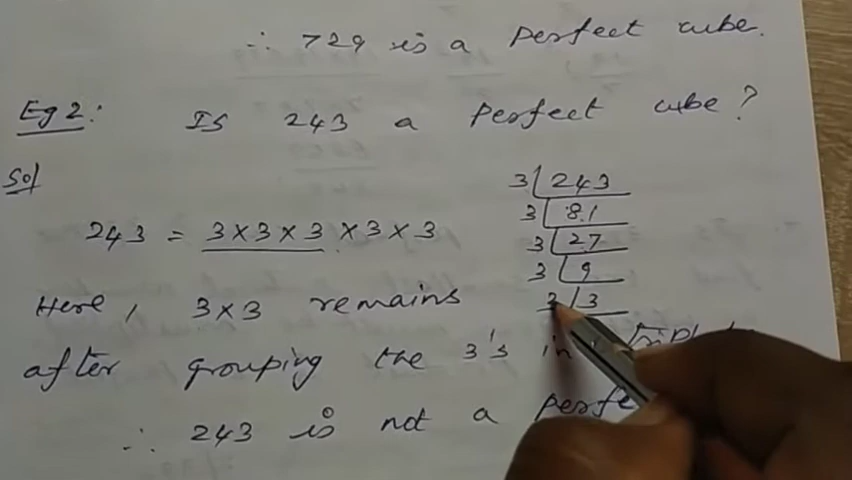 ∴ 729 is a perfect cube.
Eg 2: Is 243 a perfect cube?
Sol
3 | 243
3 | 81
243 = 3×3×3 ×3×3
3 | 27
3 | 9
Here, 3×3 remains
3 | 3
after grouping the 3's in
∴ 243 is not a